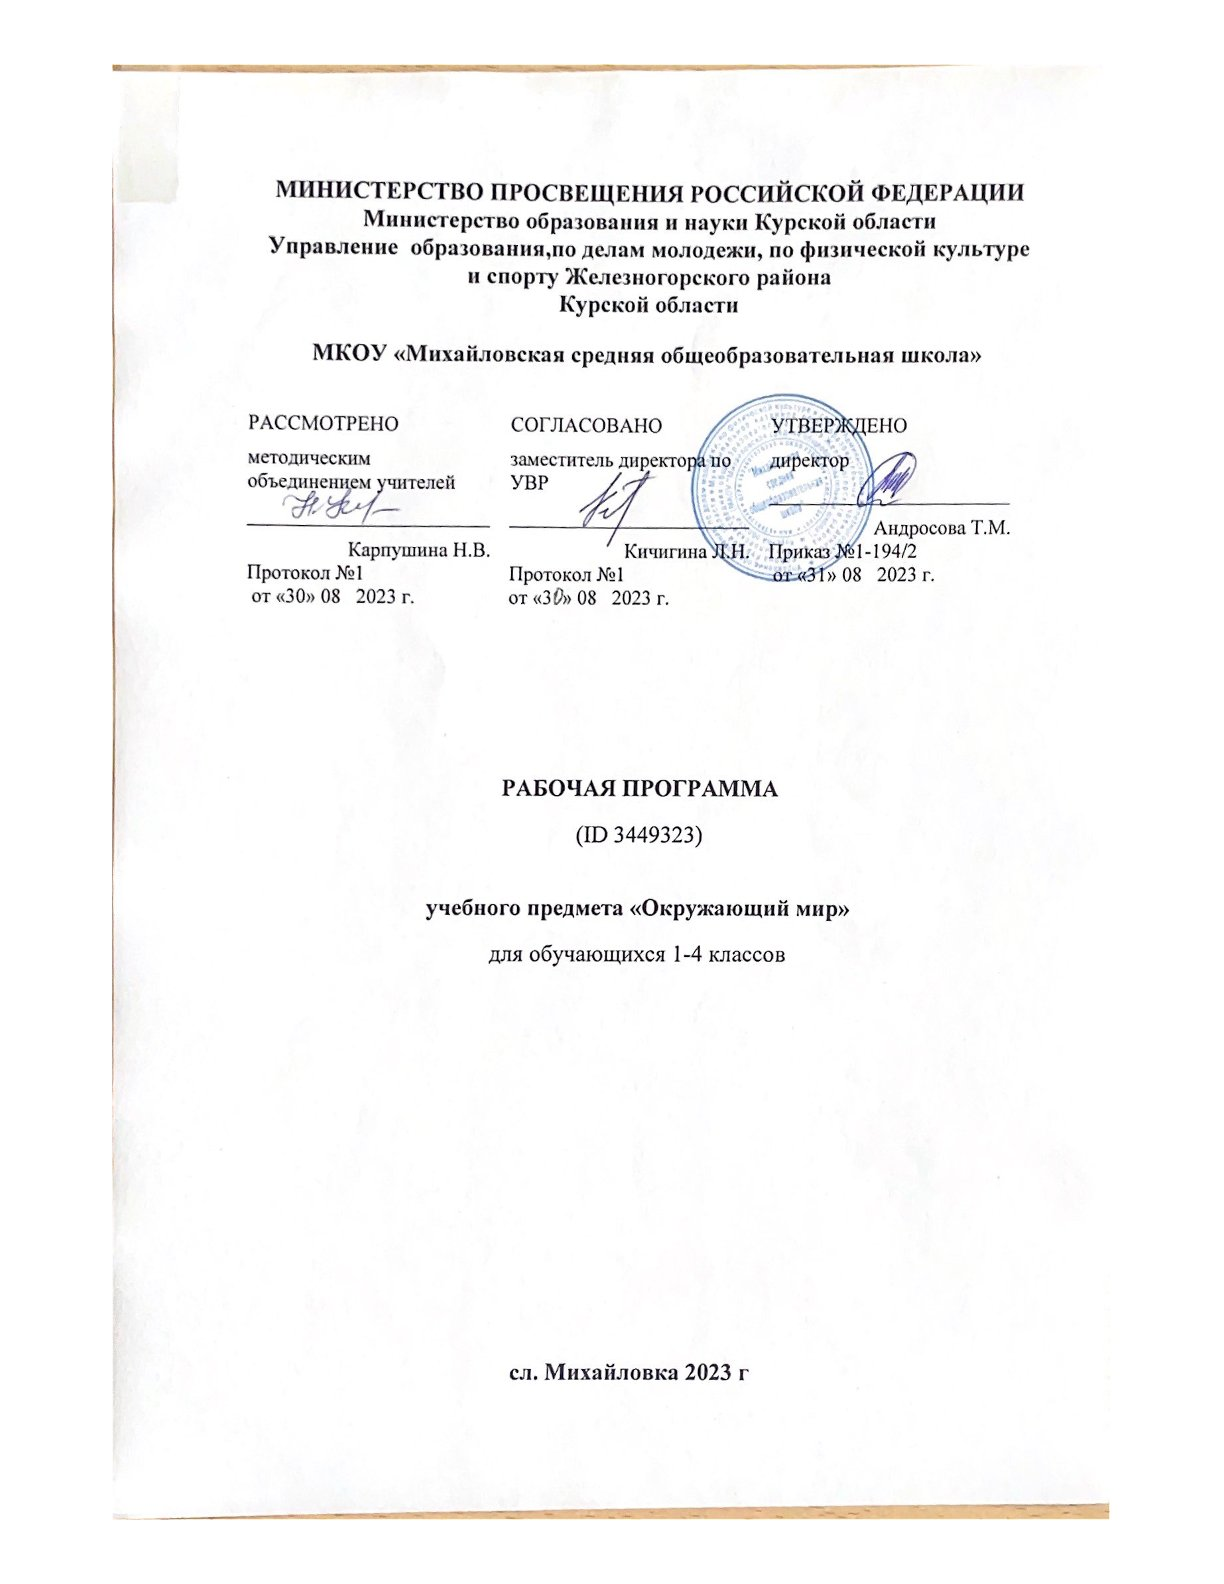 МИНИСТЕРСТВО ПРОСВЕЩЕНИЯ РОССИЙСКОЙ ФЕДЕРАЦИИ
Министерство образования и науки Курской области
Управление образования,по делам молодежи, по физической культуре
и спорту Железногорского района
Курской области
МКОУ «Михайловская средняя общеобразовательная школа»
РАССМОТРЕНО
методическим
объединением учителей
Карпушина Н.В.
Протокол №1
от «30» 08 2023 г.
СОГЛАСОВАНО
заместитель директора по
УВР
Кичигина Л.Н.
Протокол №1
от «30» 08 2023 г.
УТВЕРЖДЕНО
директор
Андросова Т.М.
Приказ №1-194/2
от «31» 08 2023 г.
Михайловская
средняя
общеобразовательная
школа
РАБОЧАЯ ПРОГРАММА
(ID 3449323)
учебного предмета «Окружающий мир»
для обучающихся 1-4 классов
сл. Михайловка 2023 г